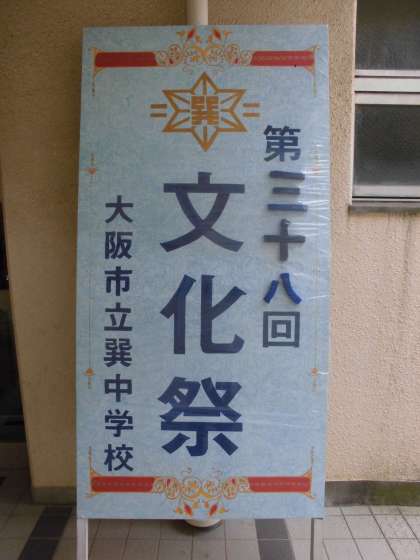 第三十八回
文化祭
大阪市立巽中学校
巽